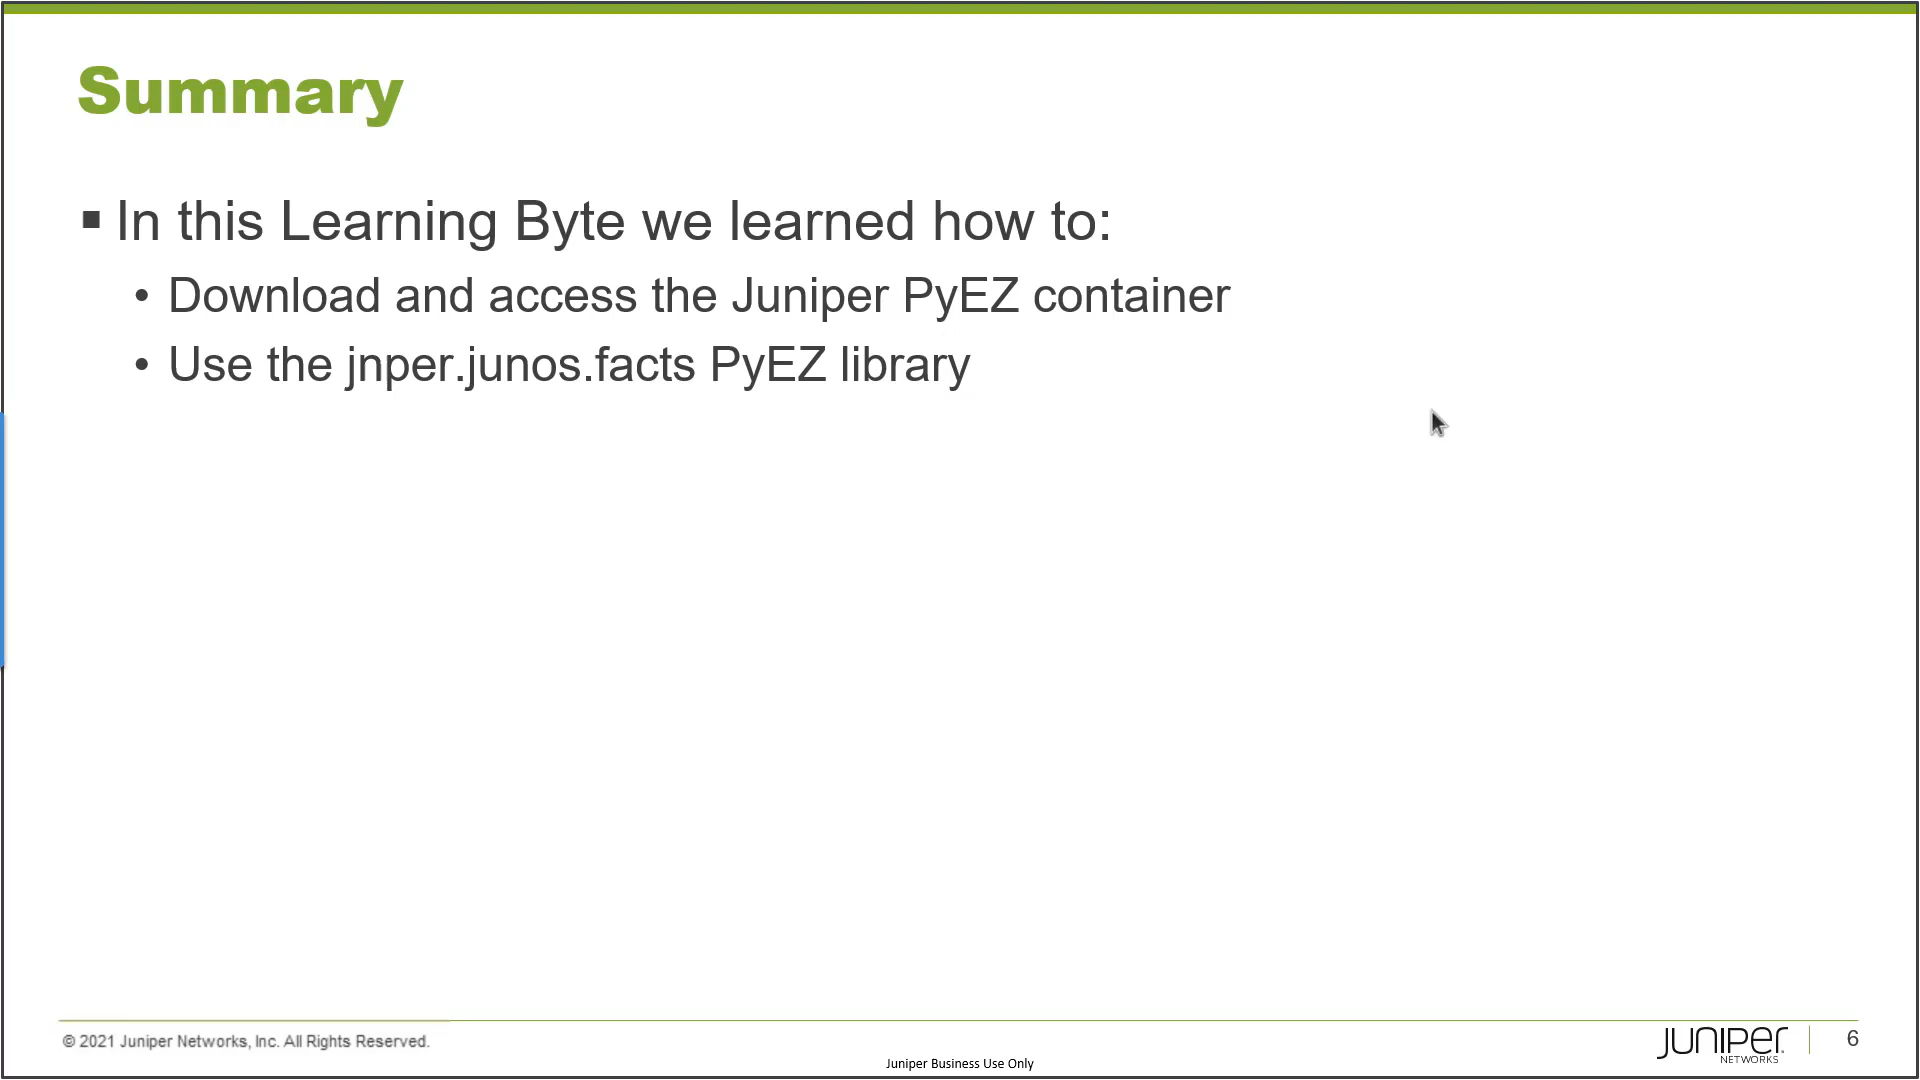 Summary
▪ In this Learning Byte we learned how to:
• Download and access the Juniper PyEZ container
• Use the jnper.junos.facts PyEZ library
© 2021 Juniper Networks, Inc. All Rights Reserved.
JUNIPer
NETWORKS
6
Juniper Business Use Only